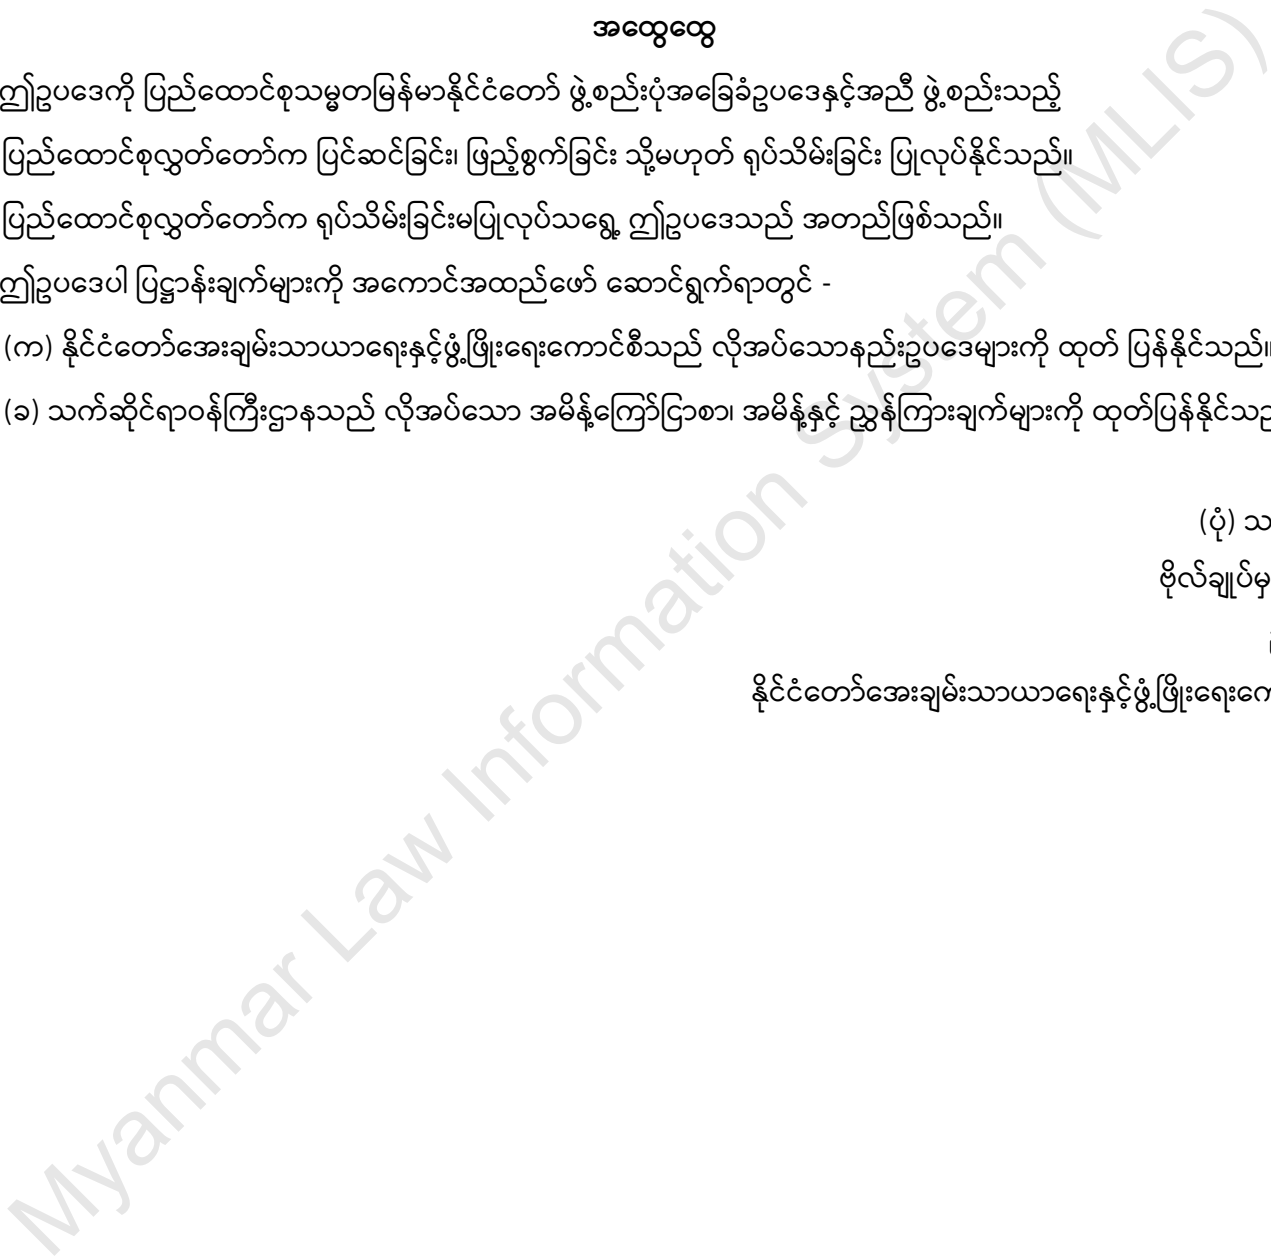 အထွေထွေ
ဤဥပဒေကို ပြည်ထောင်စုသမ္မတမြန်မာနိုင်ငံတော် ဖွဲ့စည်းပုံအခြေခံဥပဒေနှင့်အညီ ဖွဲ့စည်းသည့်
ပြည်ထောင်စုလွှတ်တော်က ပြင်ဆင်ခြင်း၊ ဖြည့်စွက်ခြင်း သို့မဟုတ် ရုပ်သိမ်းခြင်း ပြုလုပ်နိုင်သည်။
ပြည်ထောင်စုလွှတ်တော်က ရုပ်သိမ်းခြင်းမပြုလုပ်သရွေ့ ဤဥပဒေသည် အတည်ဖြစ်သည်။
ဤဥပဒေပါ ပြဋ္ဌာန်းချက်များကို အကောင်အထည်ဖော် ဆောင်ရွက်ရာတွင် -
(က) နိုင်ငံတော်အေးချမ်းသာယာရေးနှင့်ဖွံ့ဖြိုးရေးကောင်စီသည် လိုအပ်သောနည်းဥပဒေများကို ထုတ် ပြန်နိုင်သည်။
(ခ) သက်ဆိုင်ရာဝန်ကြီးဌာနသည် လိုအပ်သော အမိန့်ကြော်ငြာစာ၊ အမိန့်နှင့် ညွှန်ကြားချက်များကို ထုတ်ပြန်နိုင်သည
(ပုံ) သ
ဗိုလ်ချုပ်မှ
နိုင်ငံတော်အေးချမ်းသာယာရေးနှင့်ဖွံ့ဖြိုးရေးကေ
Myanmar Law Information System (MLIS)